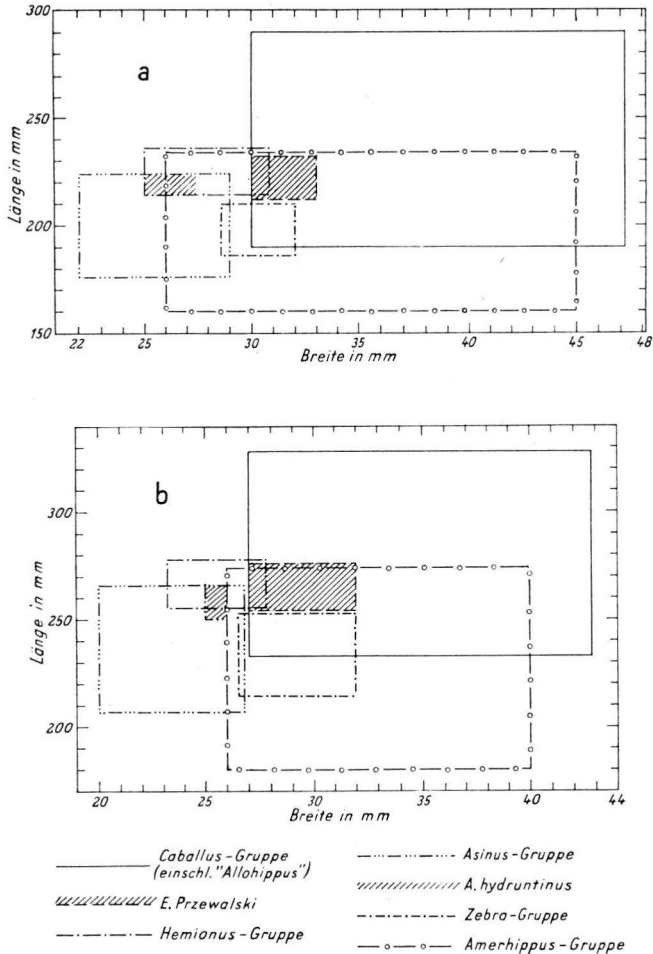 300
a
250
200
150
Länge in mm
22 25 30 35 40 45 48
Breite in mm
b
300
250
200
Länge in mm
20 25 30 35 40 44
Breite in mm
Caballus-Gruppe
(einschl. "Allohippus")
E. Przewalski
Hemionus-Gruppe
Asinus-Gruppe
A. hydruntinus
Zebra-Gruppe
Amerhippus-Gruppe